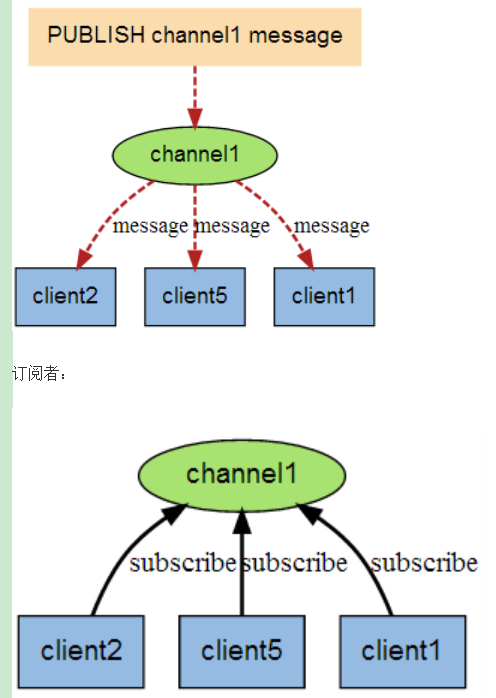 PUBLISH channel1 message
channel1
message message message
client2 client5 client1
订阅者：
channel1
subscribe subscribe subscribe
client2 client5 client1